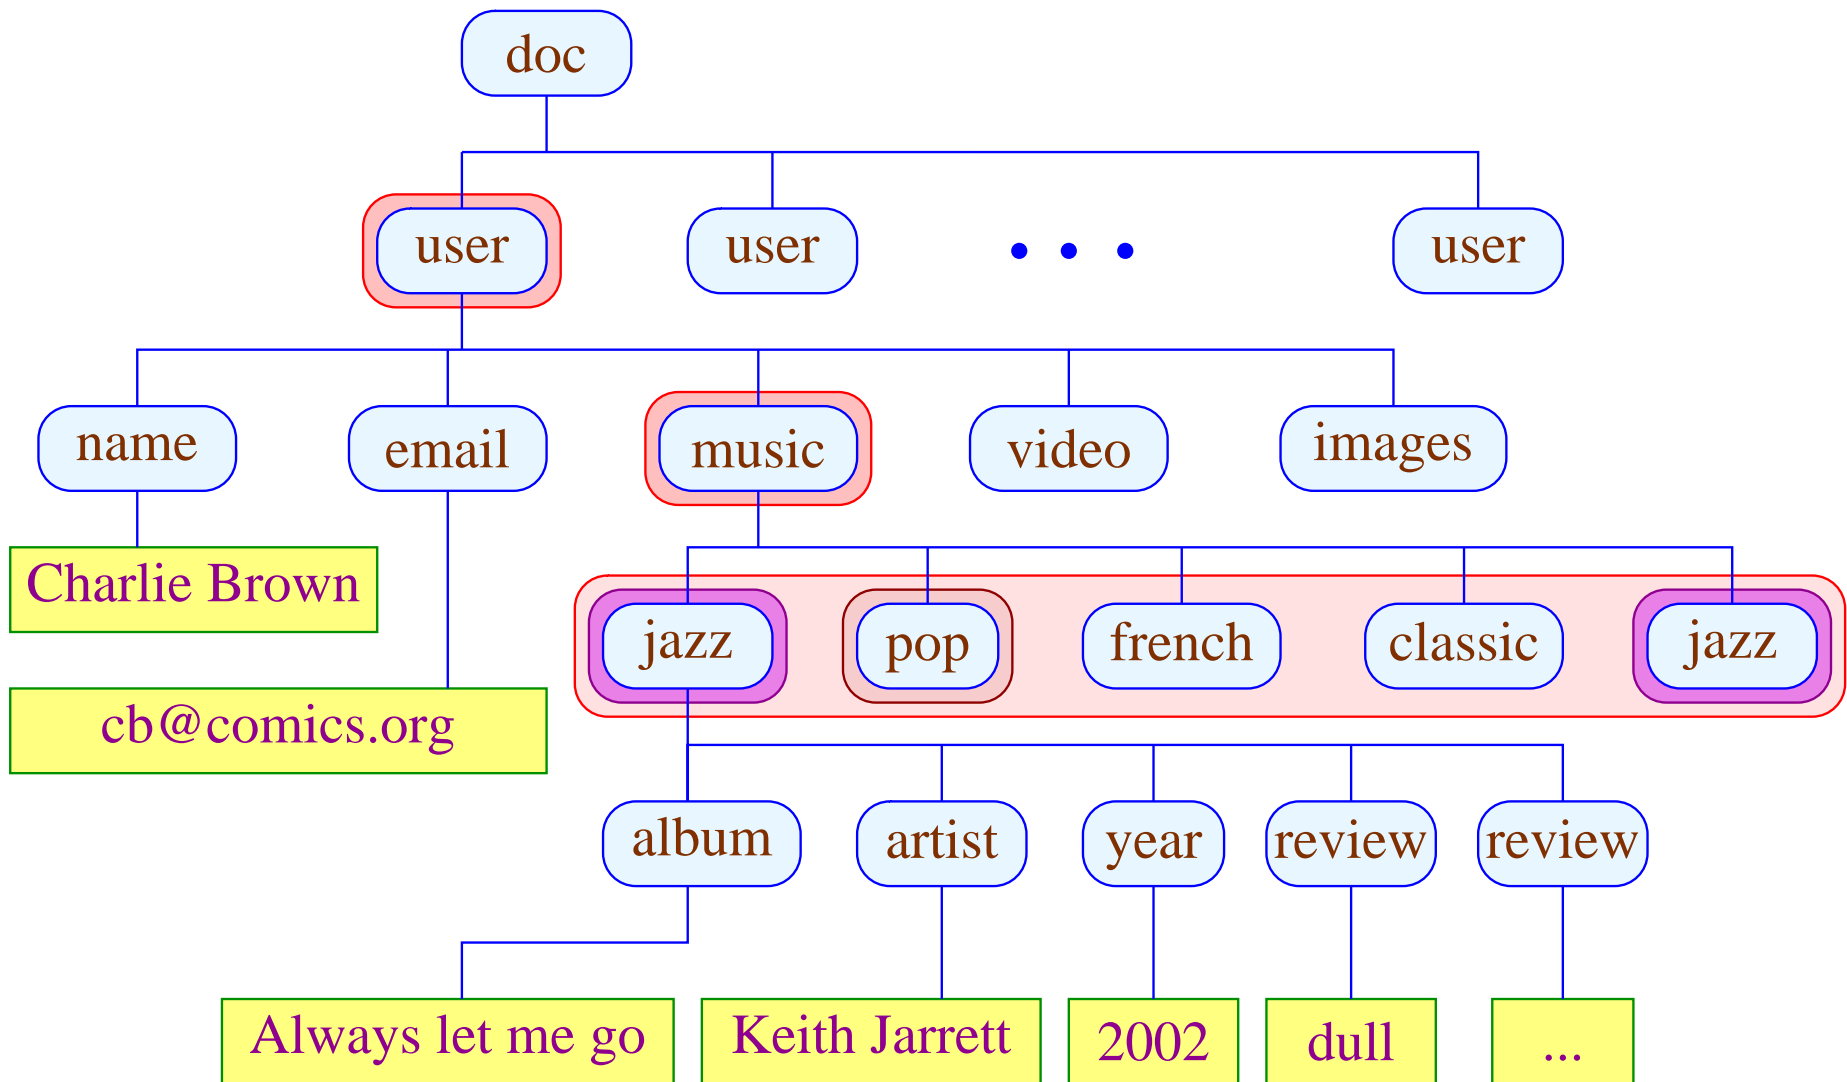 doc
user user • • • user
name email music video images
Charlie Brown
jazz pop french classic jazz
cb@comics.org
album artist year review review
Always let me go Keith Jarrett 2002 dull ...